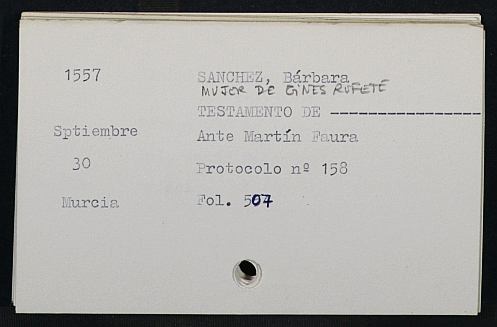 1557 SANCHEZ, Bárbara
MUJER DE GINES RUFETE
TESTAMENTO DE --------------------
Sptiembre Ante Martín Faura
30 Protocolo nº 158
Murcia Fol. 507